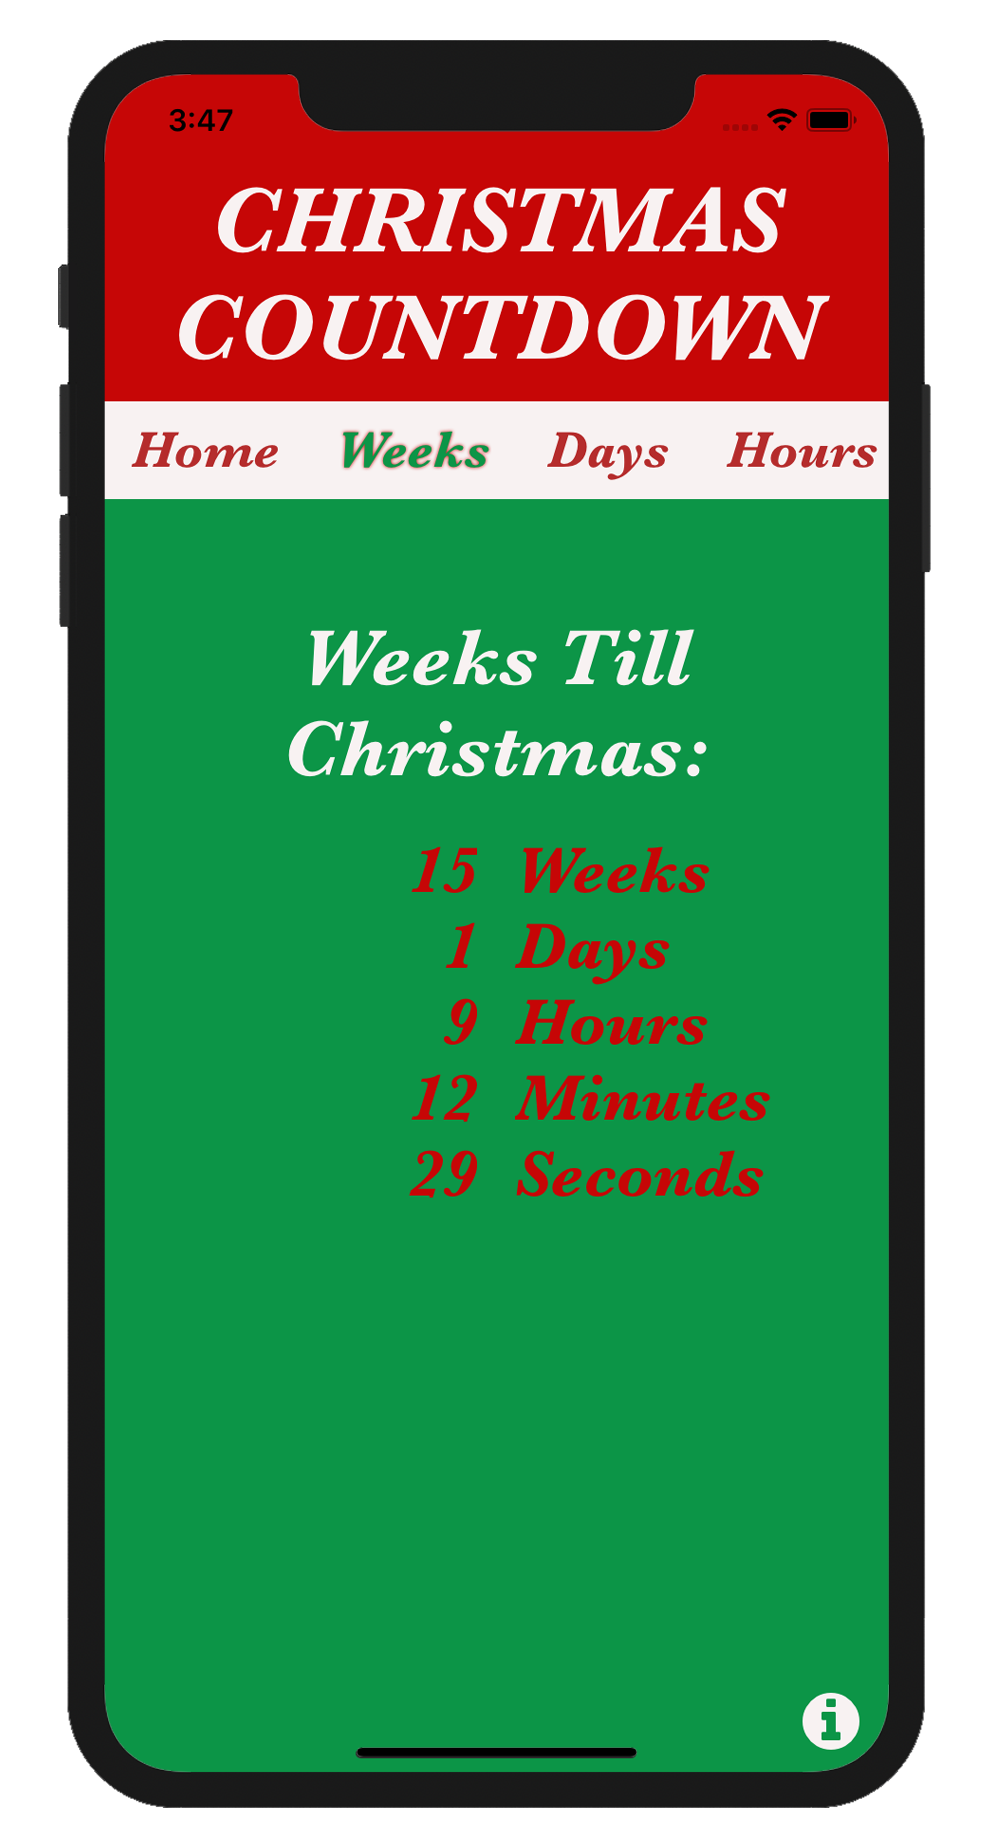 3:47
CHRISTMAS
COUNTDOWN
Home Weeks Days Hours
Weeks Till
Christmas:
15 Weeks
1 Days
9 Hours
12 Minutes
29 Seconds
i